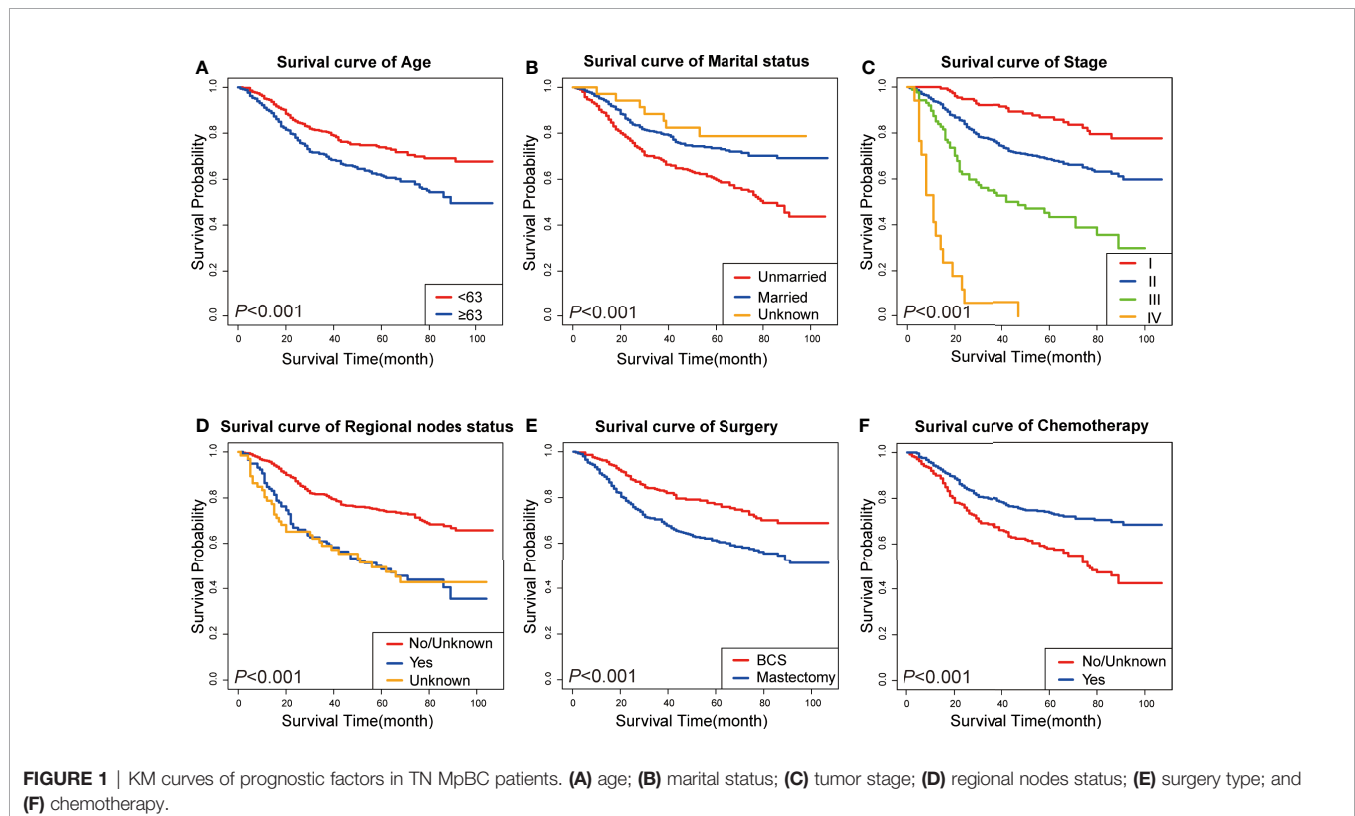 A Surival curve of Age
1.0
0.8
0.6
0.4
0.2
0.0
Survival Probability
P<0.001
<63
≥63
0 20 40 60 80 100
Survival Time(month)
B Surival curve of Marital status
1.0
0.8
0.6
0.4
0.2
0.0
Survival Probability
P<0.001
Unmarried
Married
Unknown
0 20 40 60 80 100
Survival Time(month)
C Surival curve of Stage
1.0
0.8
0.6
0.4
0.2
0.0
Survival Probability
P<0.001
I
II
III
IV
0 20 40 60 80 100
Survival Time(month)
D Surival curve of Regional nodes status
1.0
0.8
0.6
0.4
0.2
0.0
Survival Probability
P<0.001
No/Unknown
Yes
Unknown
0 20 40 60 80 100
Survival Time(month)
E Surival curve of Surgery
1.0
0.8
0.6
0.4
0.2
0.0
Survival Probability
P<0.001
BCS
Mastectomy
0 20 40 60 80 100
Survival Time(month)
F Surival curve of Chemotherapy
1.0
0.8
0.6
0.4
0.2
0.0
Survival Probability
P<0.001
No/Unknown
Yes
0 20 40 60 80 100
Survival Time(month)
FIGURE 1 | KM curves of prognostic factors in TN MpBC patients. (A) age; (B) marital status; (C) tumor stage; (D) regional nodes status; (E) surgery type; and
(F) chemotherapy.